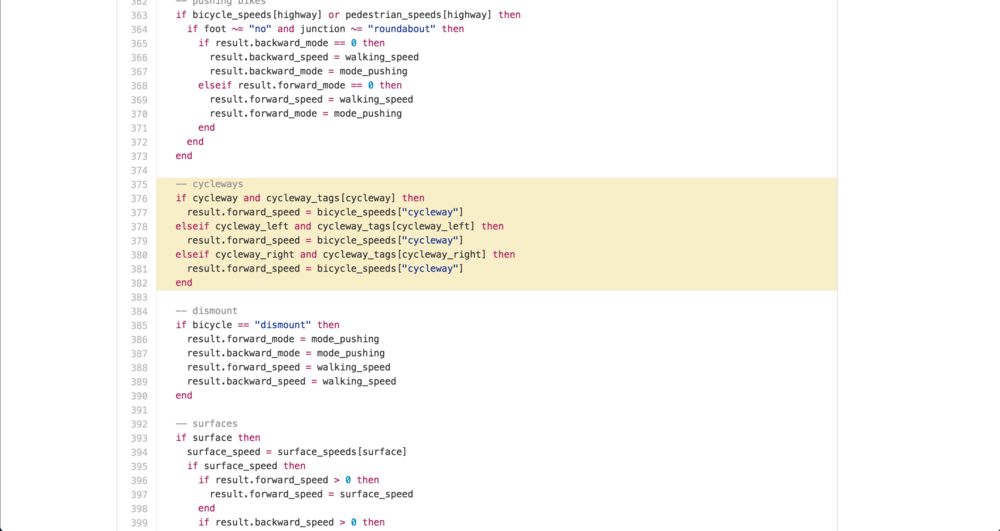 362 -- pushing bikes
363 if bicycle_speeds[highway] or pedestrian_speeds[highway] then
364 if foot ~= "no" and junction ~= "roundabout" then
365 if result.backward_mode == 0 then
366 result.backward_speed = walking_speed
367 result.backward_mode = mode_pushing
368 elseif result.forward_mode == 0 then
369 result.forward_speed = walking_speed
370 result.forward_mode = mode_pushing
371 end
372 end
373 end
374
375 -- cycleways
376 if cycleway and cycleway_tags[cycleway] then
377 result.forward_speed = bicycle_speeds["cycleway"]
378 elseif cycleway_left and cycleway_tags[cycleway_left] then
379 result.forward_speed = bicycle_speeds["cycleway"]
380 elseif cycleway_right and cycleway_tags[cycleway_right] then
381 result.forward_speed = bicycle_speeds["cycleway"]
382 end
383
384 -- dismount
385 if bicycle == "dismount" then
386 result.forward_mode = mode_pushing
387 result.backward_mode = mode_pushing
388 result.forward_speed = walking_speed
389 result.backward_speed = walking_speed
390 end
391
392 -- surfaces
393 if surface then
394 surface_speed = surface_speeds[surface]
395 if surface_speed then
396 if result.forward_speed > 0 then
397 result.forward_speed = surface_speed
398 end
399 if result.backward_speed > 0 then